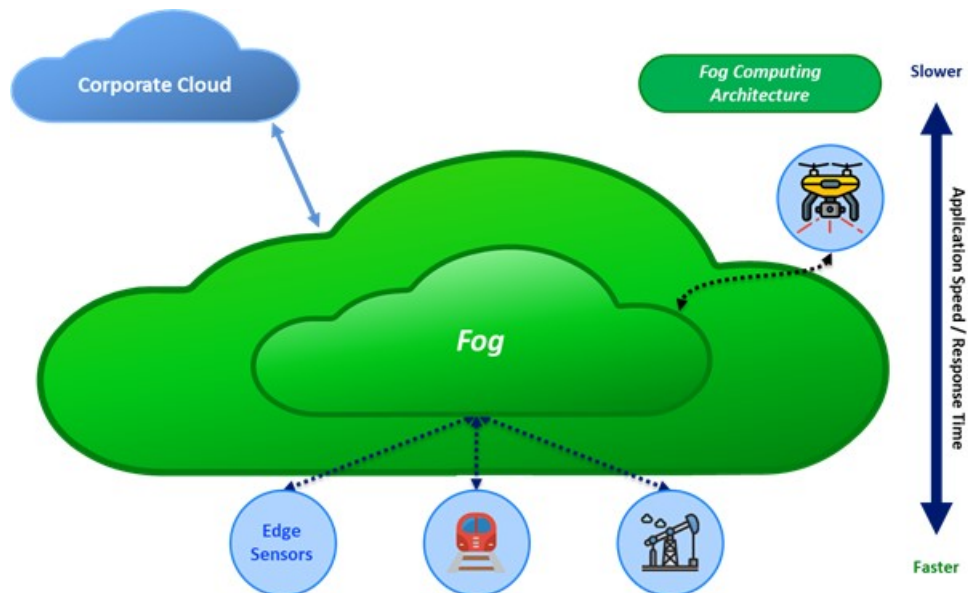 Corporate Cloud
Fog Computing
Architecture
Slower
Application Speed / Response Time
Fog
Edge
Sensors
Faster